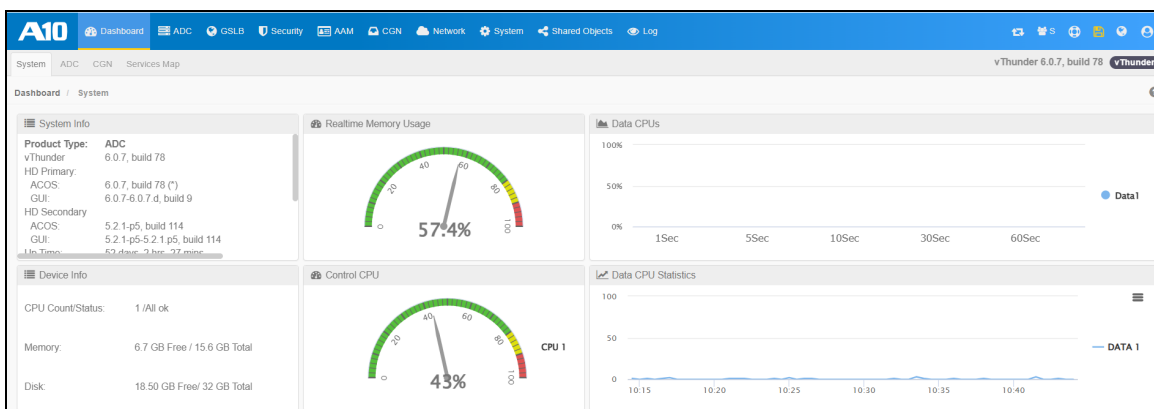 A10 Dashboard ADC GSLB Security AAM CGN Network System Shared Objects Log S
System ADC CGN Services Map vThunder 6.0.7, build 78 vThunder
Dashboard / System
System Info
Product Type: ADC
vThunder 6.0.7, build 78
HD Primary:
ACOS: 6.0.7, build 78 (*)
GUI: 6.0.7-6.0.7.d, build 9
HD Secondary
ACOS: 5.2.1-p5, build 114
GUI: 5.2.1-p5-5.2.1.p5, build 114
Up Time: 52 days, 2 hrs, 27 mins
Realtime Memory Usage
0 20 40 60 80 100
57.4%
Data CPUs
100%
50%
0%
1Sec 5Sec 10Sec 30Sec 60Sec
Data1
Device Info
CPU Count/Status: 1 /All ok
Memory: 6.7 GB Free / 15.6 GB Total
Disk: 18.50 GB Free/ 32 GB Total
Control CPU
0 20 40 60 80 100
43%
CPU 1
Data CPU Statistics
100
50
0
10:15 10:20 10:25 10:30 10:35 10:40
DATA 1